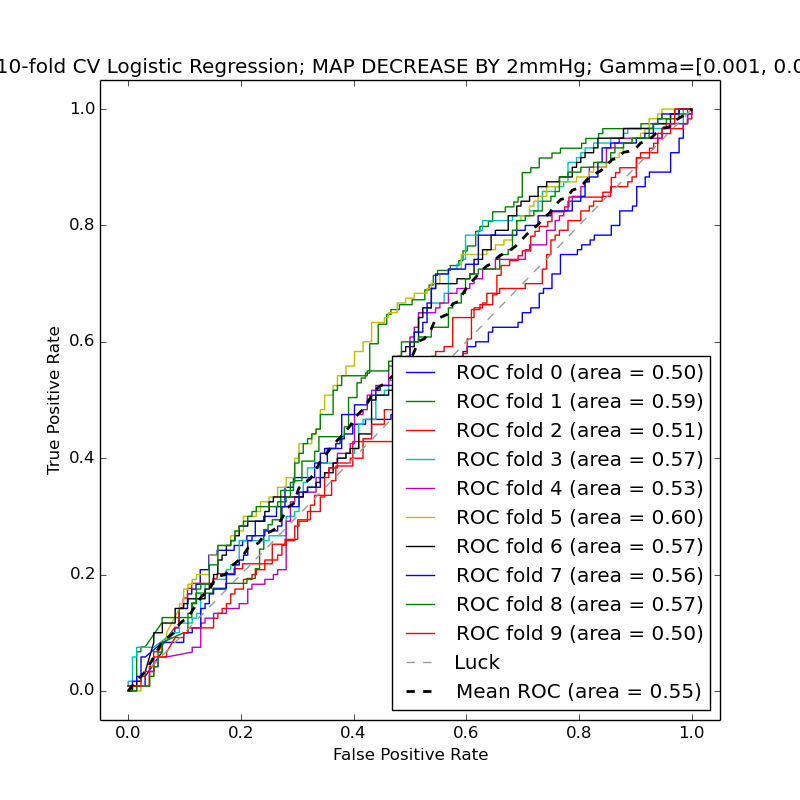 10-fold CV Logistic Regression; MAP DECREASE BY 2mmHg; Gamma=[0.001, 0.0
1.0
0.8
0.6
0.4
0.2
0.0
True Positive Rate
ROC fold 0 (area = 0.50)
ROC fold 1 (area = 0.59)
ROC fold 2 (area = 0.51)
ROC fold 3 (area = 0.57)
ROC fold 4 (area = 0.53)
ROC fold 5 (area = 0.60)
ROC fold 6 (area = 0.57)
ROC fold 7 (area = 0.56)
ROC fold 8 (area = 0.57)
ROC fold 9 (area = 0.50)
Luck
Mean ROC (area = 0.55)
0.0 0.2 0.4 0.6 0.8 1.0
False Positive Rate